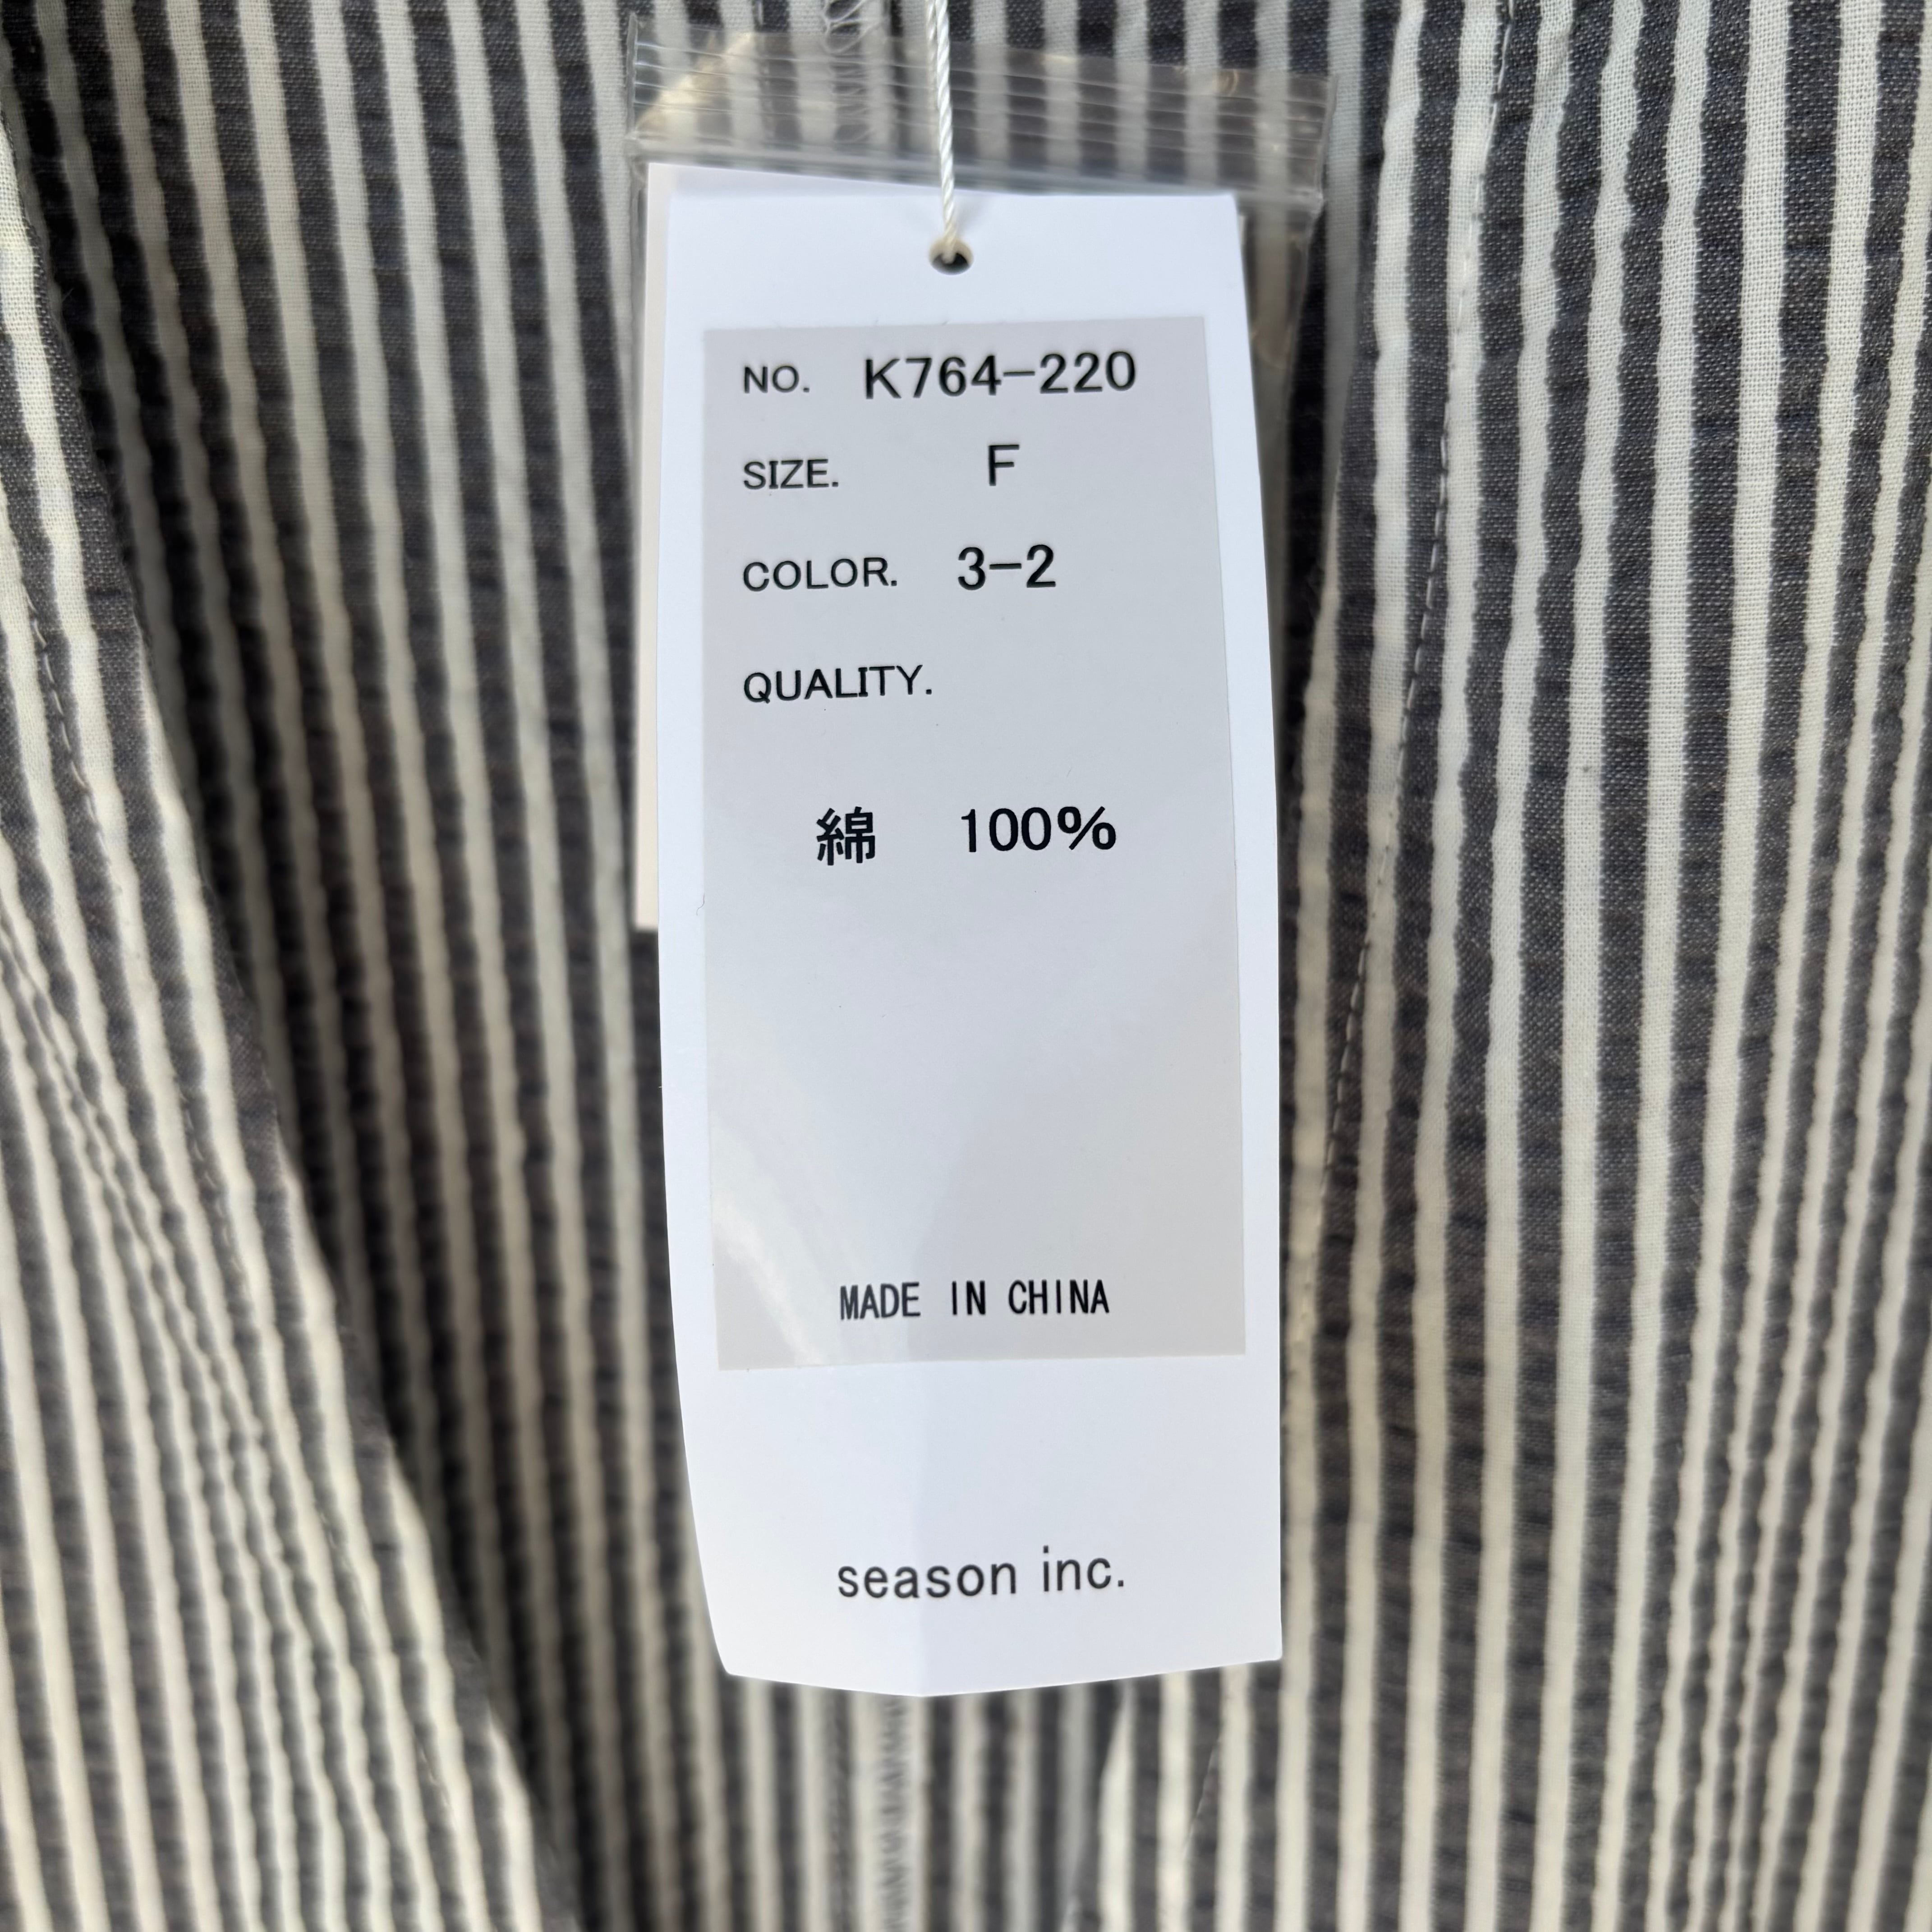 NO. K764-220
SIZE. F
COLOR. 3-2
QUALITY.
綿 100%
MADE IN CHINA
season inc.